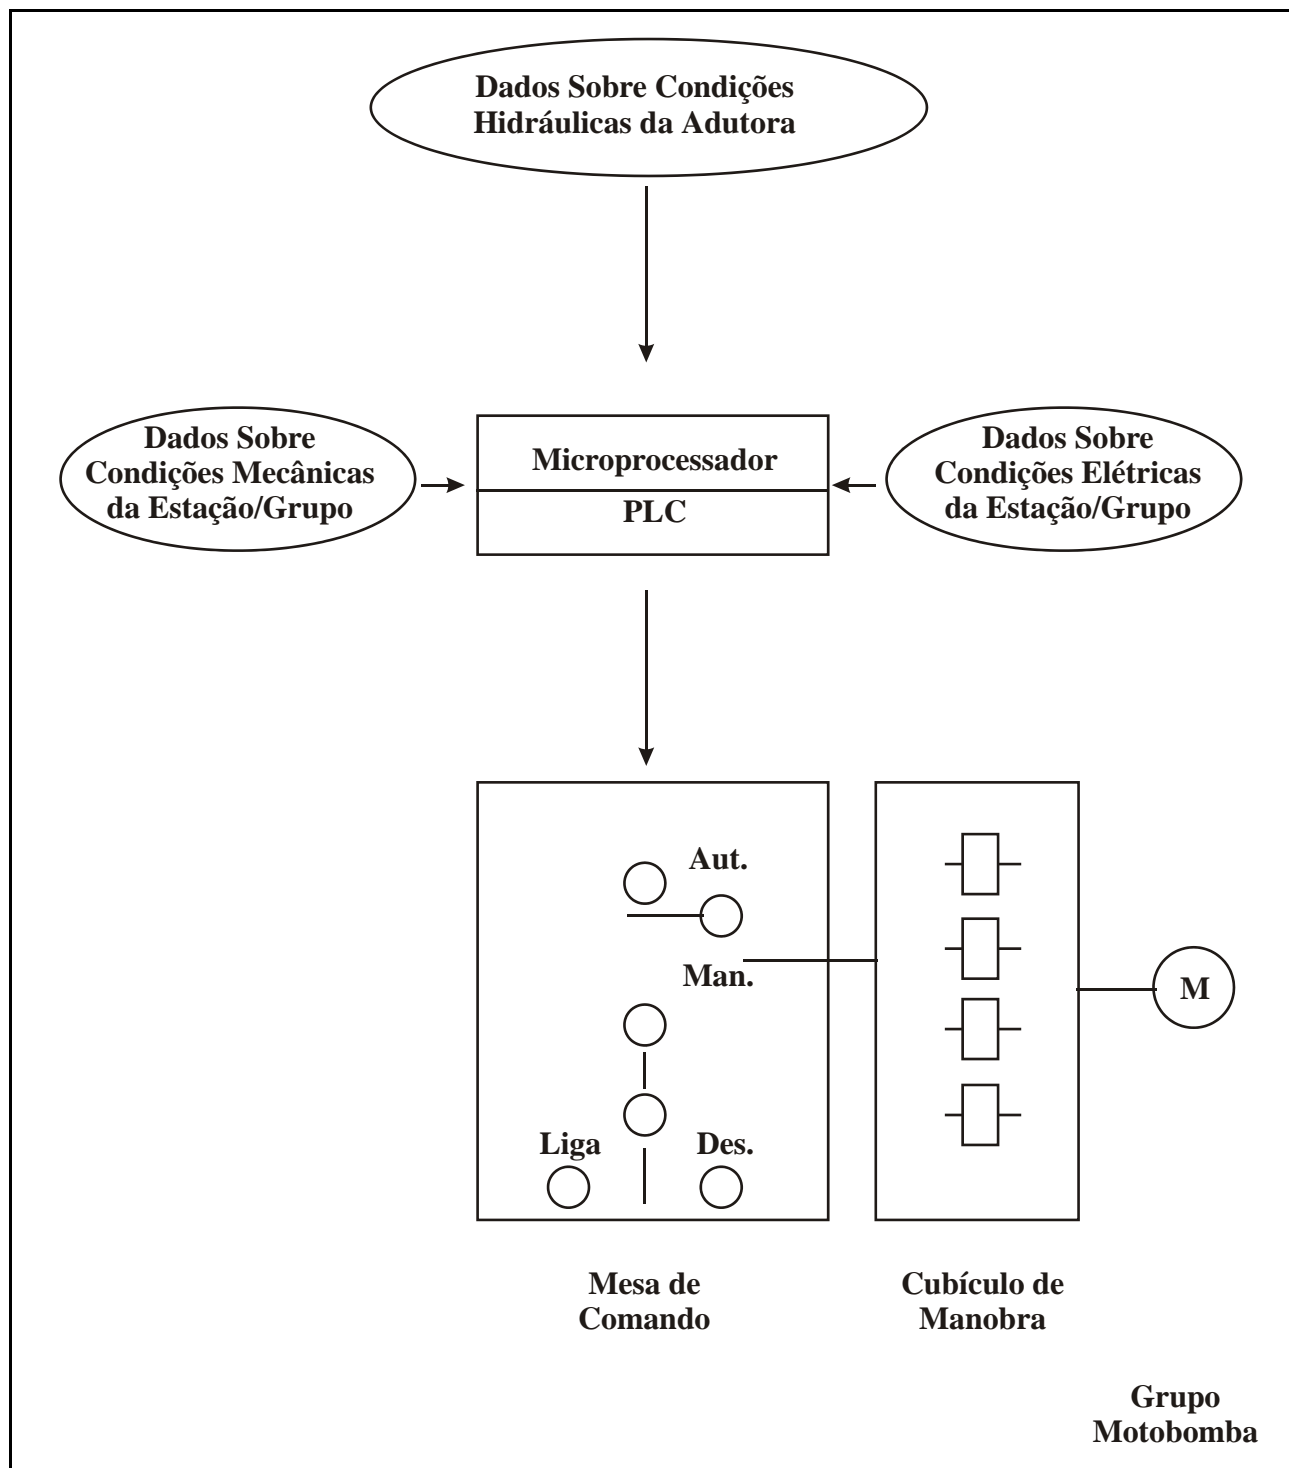 Dados Sobre Condições
Hidráulicas da Adutora
Dados Sobre
Condições Mecânicas
da Estação/Grupo
Microprocessador
PLC
Dados Sobre
Condições Elétricas
da Estação/Grupo
Aut.
Man.
Liga
Des.
M
Mesa de
Comando
Cubículo de
Manobra
Grupo
Motobomba